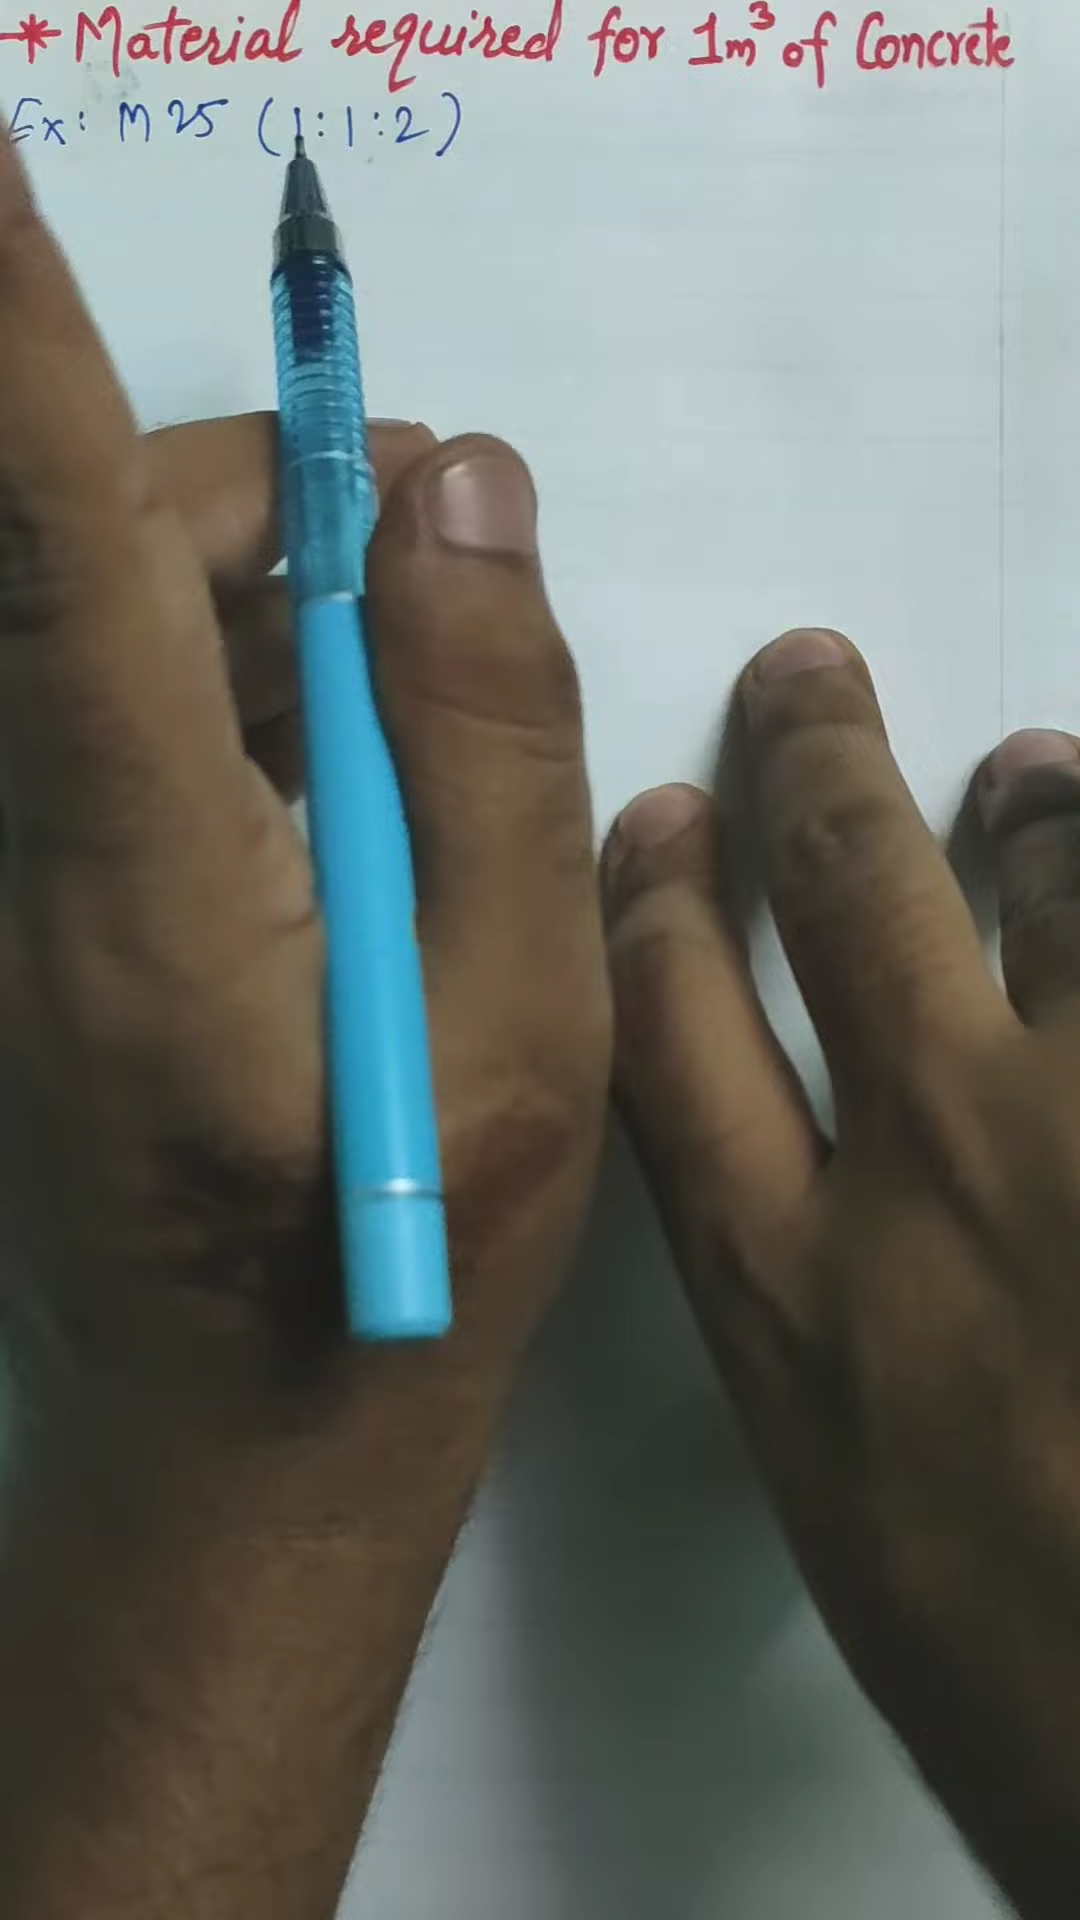 * Material required for 1m³ of Concrete
Ex: M25 (1:1:2)